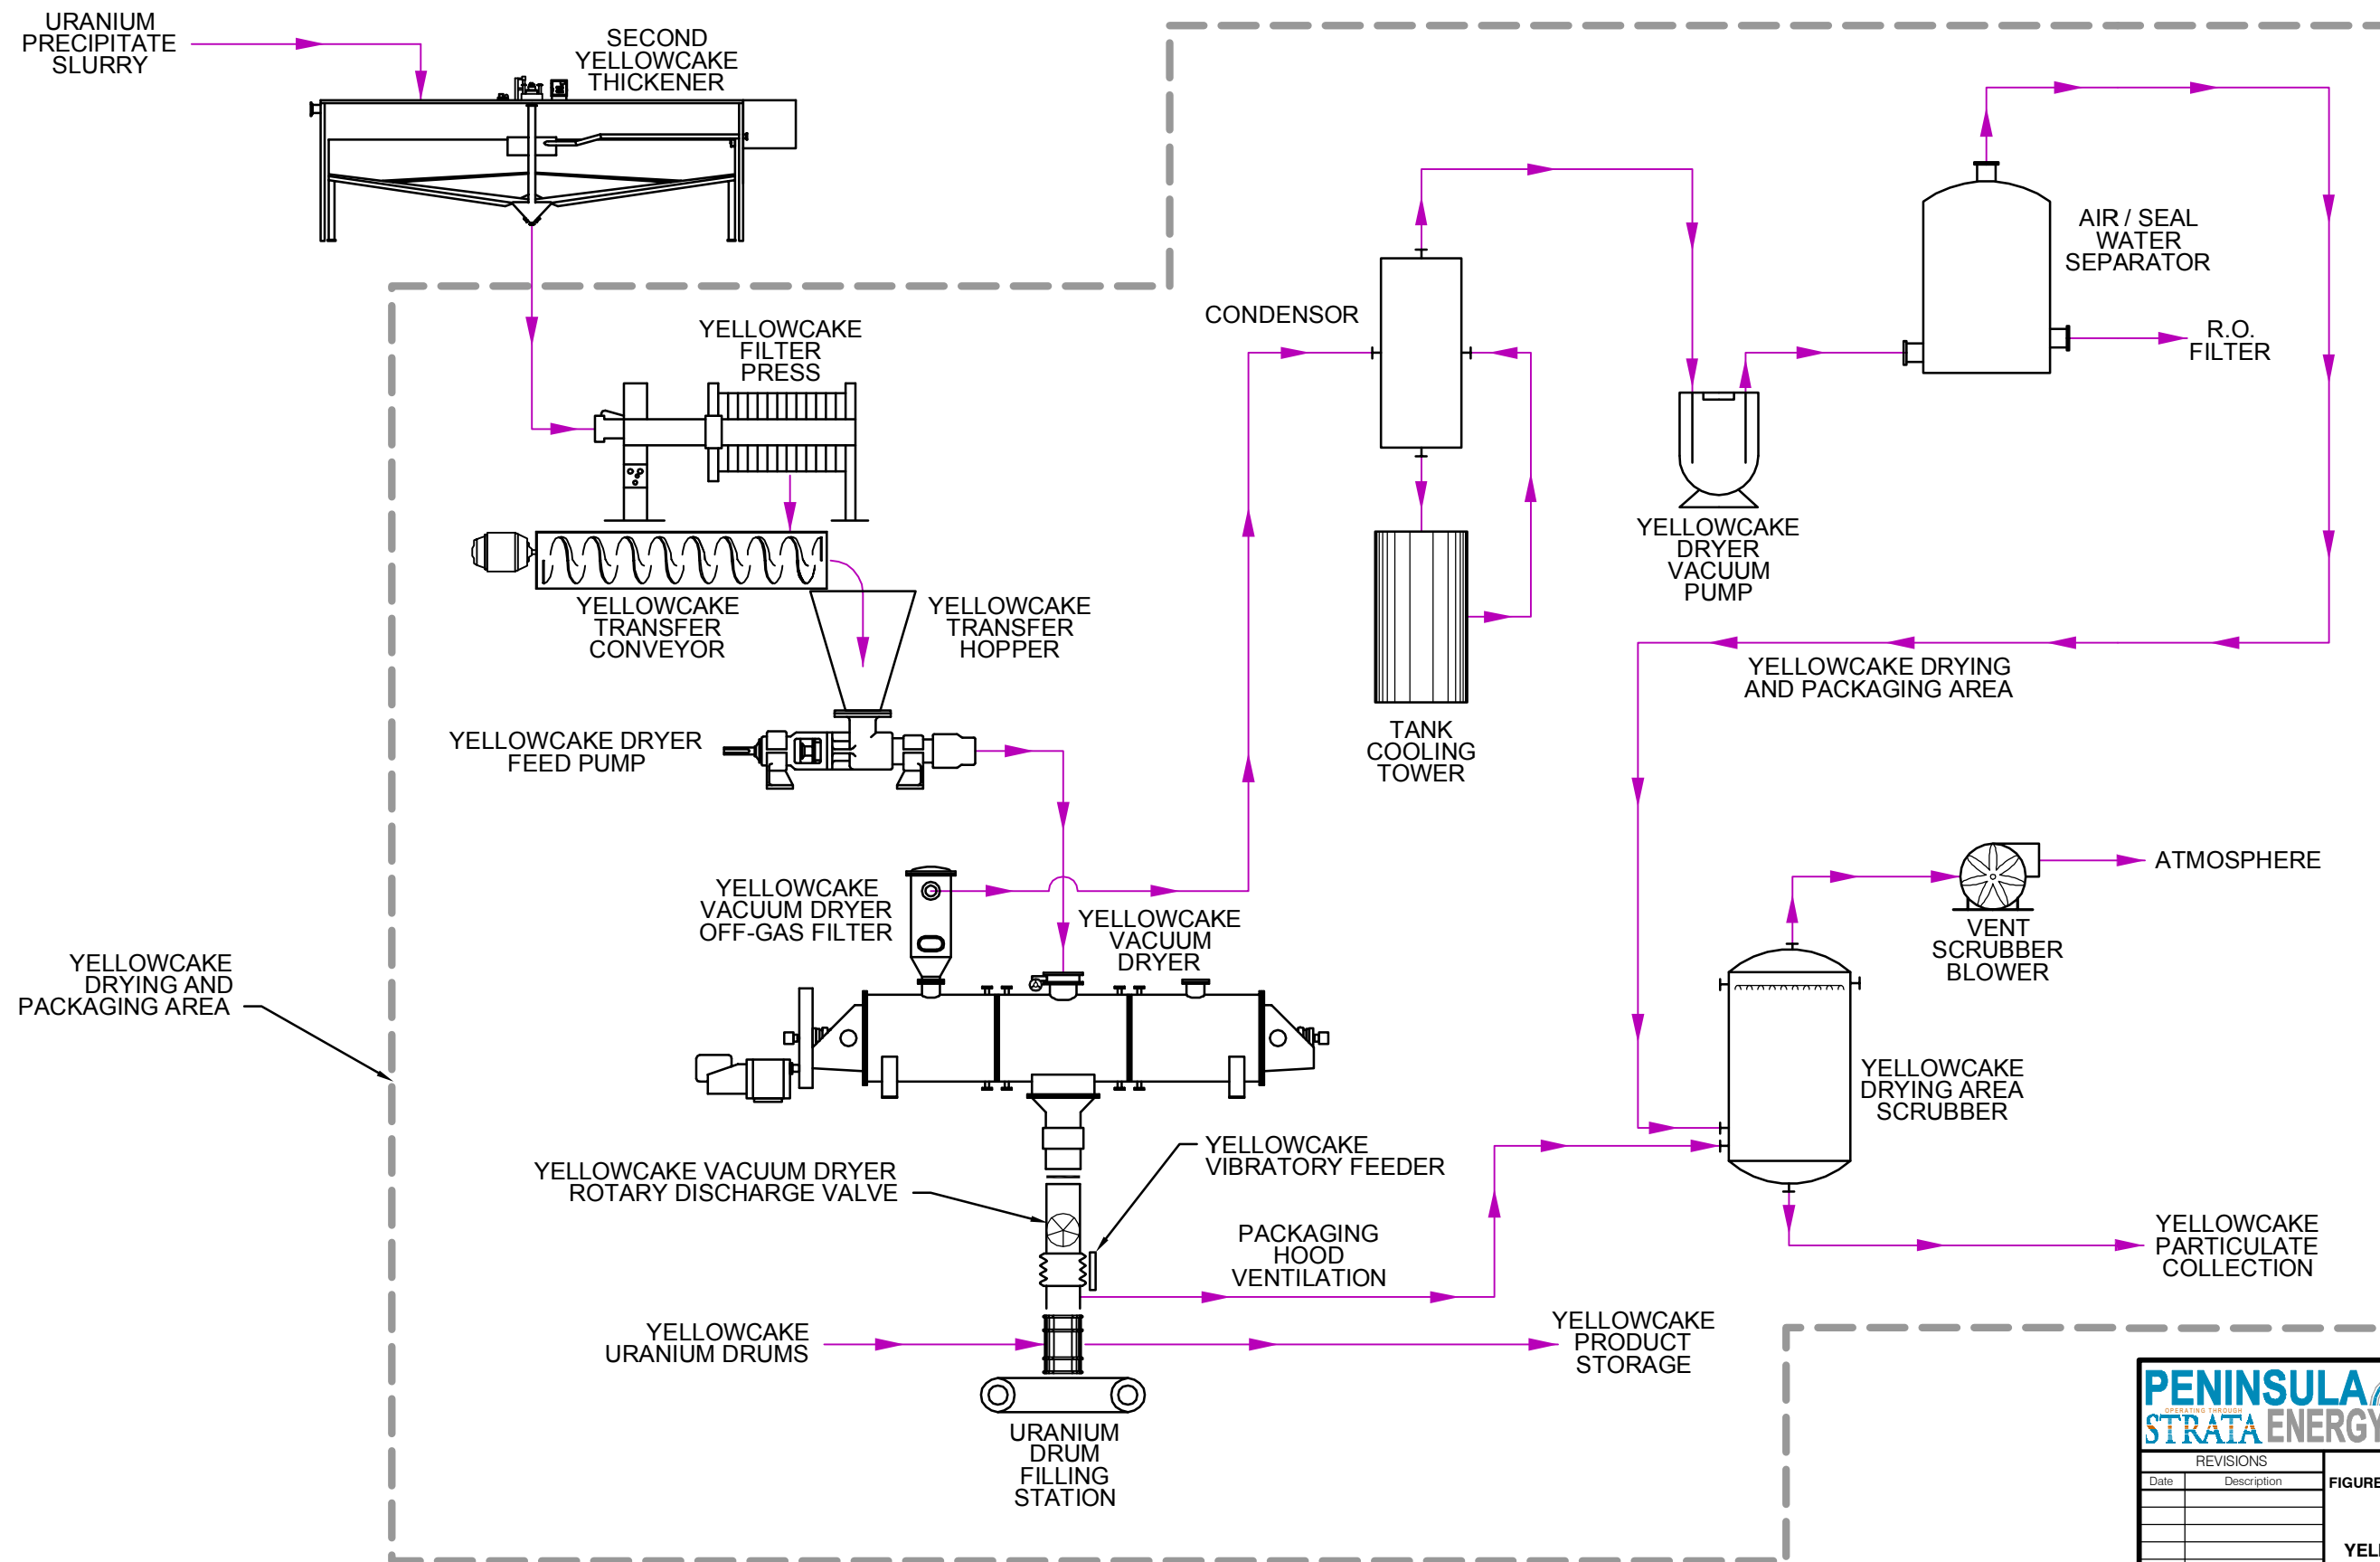 URANIUM
PRECIPITATE
SLURRY
SECOND
YELLOWCAKE
THICKENER
AIR / SEAL
WATER
SEPARATOR
CONDENSOR
R.O.
FILTER
YELLOWCAKE
FILTER
PRESS
YELLOWCAKE
DRYER
VACUUM
PUMP
YELLOWCAKE
TRANSFER
CONVEYOR
YELLOWCAKE
TRANSFER
HOPPER
YELLOWCAKE DRYING
AND PACKAGING AREA
TANK
COOLING
TOWER
YELLOWCAKE DRYER
FEED PUMP
ATMOSPHERE
YELLOWCAKE
VACUUM DRYER
OFF-GAS FILTER
YELLOWCAKE
VACUUM
DRYER
VENT
SCRUBBER
BLOWER
YELLOWCAKE
DRYING AND
PACKAGING AREA
YELLOWCAKE
DRYING AREA
SCRUBBER
YELLOWCAKE
VIBRATORY FEEDER
YELLOWCAKE VACUUM DRYER
ROTARY DISCHARGE VALVE
PACKAGING
HOOD
VENTILATION
YELLOWCAKE
PARTICULATE
COLLECTION
YELLOWCAKE
URANIUM DRUMS
YELLOWCAKE
PRODUCT
STORAGE
URANIUM
DRUM
FILLING
STATION
PENINSULA
OPERATING THROUGH
STRATA ENERGY
REVISIONS
Date Description
FIGURE
YELL